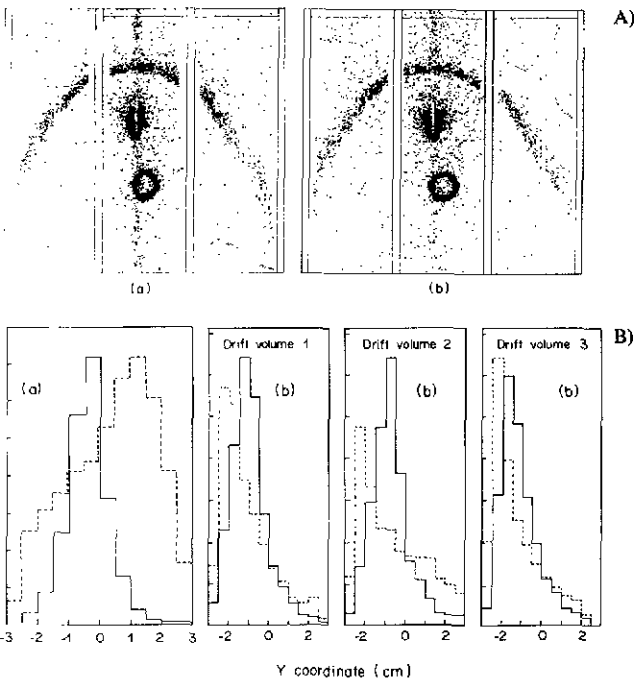 A)
(a)
(b)
B)
(a)
Drift volume 1
(b)
Drift volume 2
(b)
Drift volume 3
(b)
-3 -2 -1 0 1 2 3
-2 0 2
-2 0 2
-2 0 2
Y coordinate (cm)